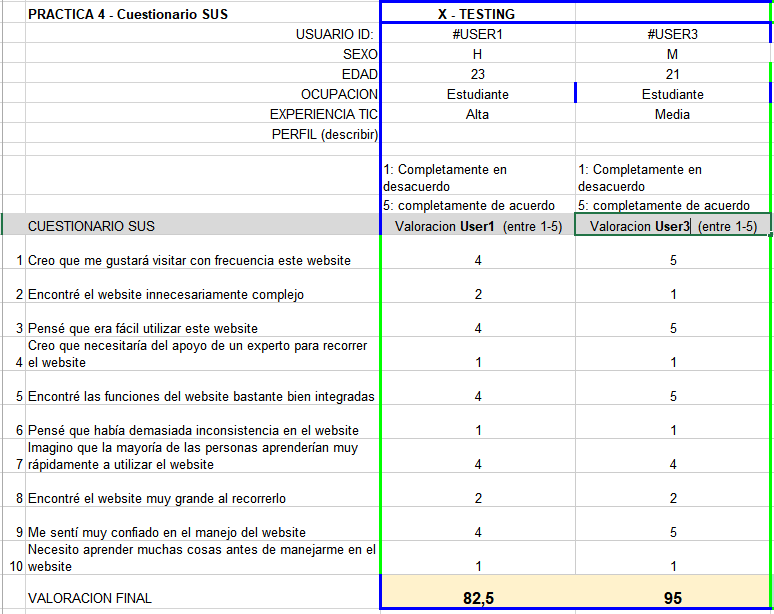 PRACTICA 4 - Cuestionario SUS X - TESTING
USUARIO ID: #USER1 #USER3
SEXO H M
EDAD 23 21
OCUPACION Estudiante Estudiante
EXPERIENCIA TIC Alta Media
PERFIL (describir)
1: Completamente en 1: Completamente en
desacuerdo desacuerdo
5: completamente de acuerdo 5: completamente de acuerdo
CUESTIONARIO SUS Valoracion User1 (entre 1-5) Valoracion User3 (entre 1-5)
1 Creo que me gustará visitar con frecuencia este website 4 5
2 Encontré el website innecesariamente complejo 2 1
3 Pensé que era fácil utilizar este website 4 5
Creo que necesitaría del apoyo de un experto para recorrer
4 el website 1 1
5 Encontré las funciones del website bastante bien integradas 4 5
6 Pensé que había demasiada inconsistencia en el website 1 1
Imagino que la mayoría de las personas aprenderían muy
7 rápidamente a utilizar el website 4 4
8 Encontré el website muy grande al recorrerlo 2 2
9 Me sentí muy confiado en el manejo del website 4 5
Necesito aprender muchas cosas antes de manejarme en el
10 website 1 1
VALORACION FINAL 82,5 95